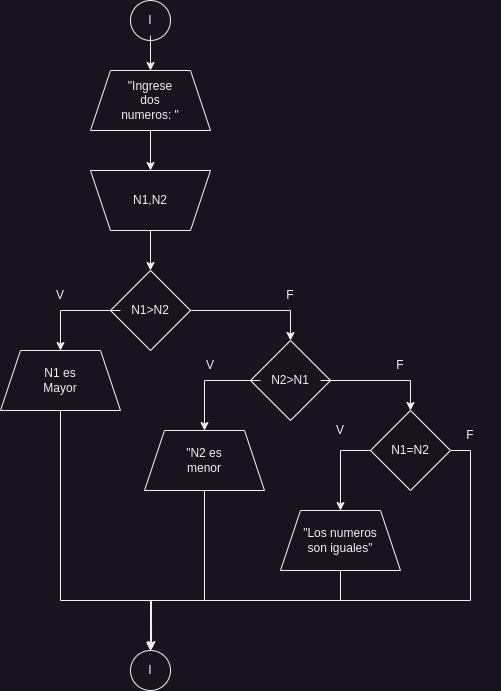 I
"Ingrese
dos
numeros: "
N1,N2
V
N1>N2
F
N1 es
Mayor
V
N2>N1
F
"N2 es
menor
V
N1=N2
F
"Los numeros
son iguales"
I